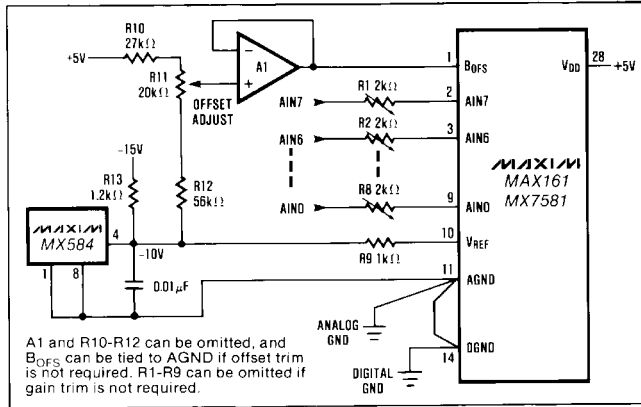 R10
27kΩ
+5V
R11
20kΩ
OFFSET
ADJUST
−
+
A1
1
BOFS
VDD
28
+5V
AIN7
R1 2kΩ
2
AIN7
AIN6
R2 2kΩ
3
AIN6
MAXIM
MAX161
MX7581
−15V
R13
1.2kΩ
R12
56kΩ
AIN0
R8 2kΩ
9
AIN0
MAXIM
MX584
4
−10V
R9 1kΩ
10
VREF
1
8
0.01µF
11
AGND
ANALOG
GND
14
DGND
DIGITAL
GND
A1 and R10-R12 can be omitted, and
BOFS can be tied to AGND if offset trim
is not required. R1-R9 can be omitted if
gain trim is not required.